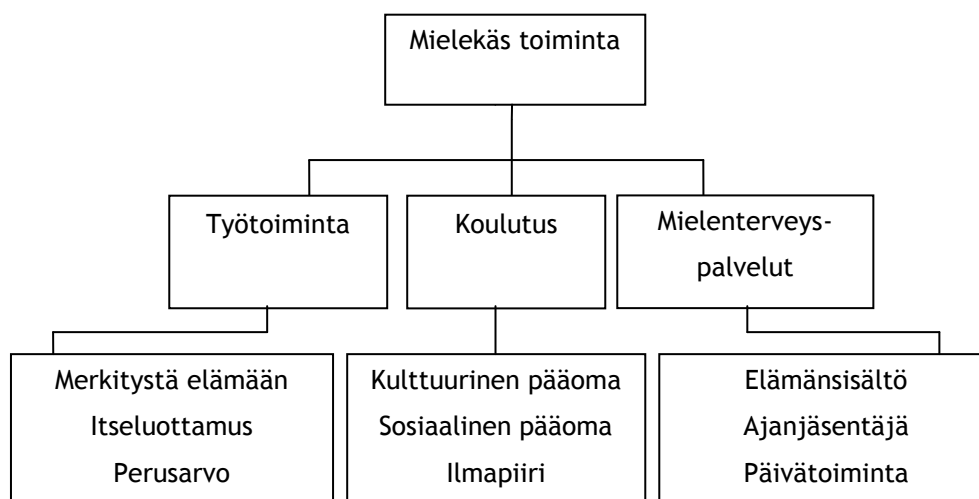 Mielekäs toiminta
Työtoiminta
Koulutus
Mielenterveys-
palvelut
Merkitystä elämään
Itseluottamus
Perusarvo
Kulttuurinen pääoma
Sosiaalinen pääoma
Ilmapiiri
Elämänsisältö
Ajanjäsentäjä
Päivätoiminta